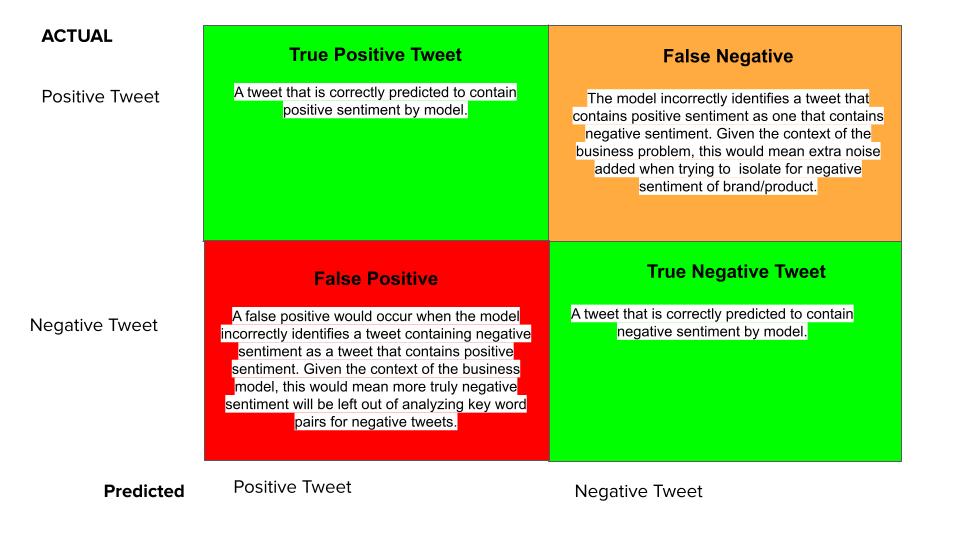 ACTUAL
Positive Tweet
True Positive Tweet
A tweet that is correctly predicted to contain
positive sentiment by model.
False Negative
The model incorrectly identifies a tweet that
contains positive sentiment as one that contains
negative sentiment. Given the context of the
business problem, this would mean extra noise
added when trying to  isolate for negative
sentiment of brand/product.
Negative Tweet
False Positive
A false positive would occur when the model
incorrectly identifies a tweet containing negative
sentiment as a tweet that contains positive
sentiment. Given the context of the business
model, this would mean more truly negative
sentiment will be left out of analyzing key word
pairs for negative tweets.
True Negative Tweet
A tweet that is correctly predicted to contain
negative sentiment by model.
Predicted
Positive Tweet
Negative Tweet